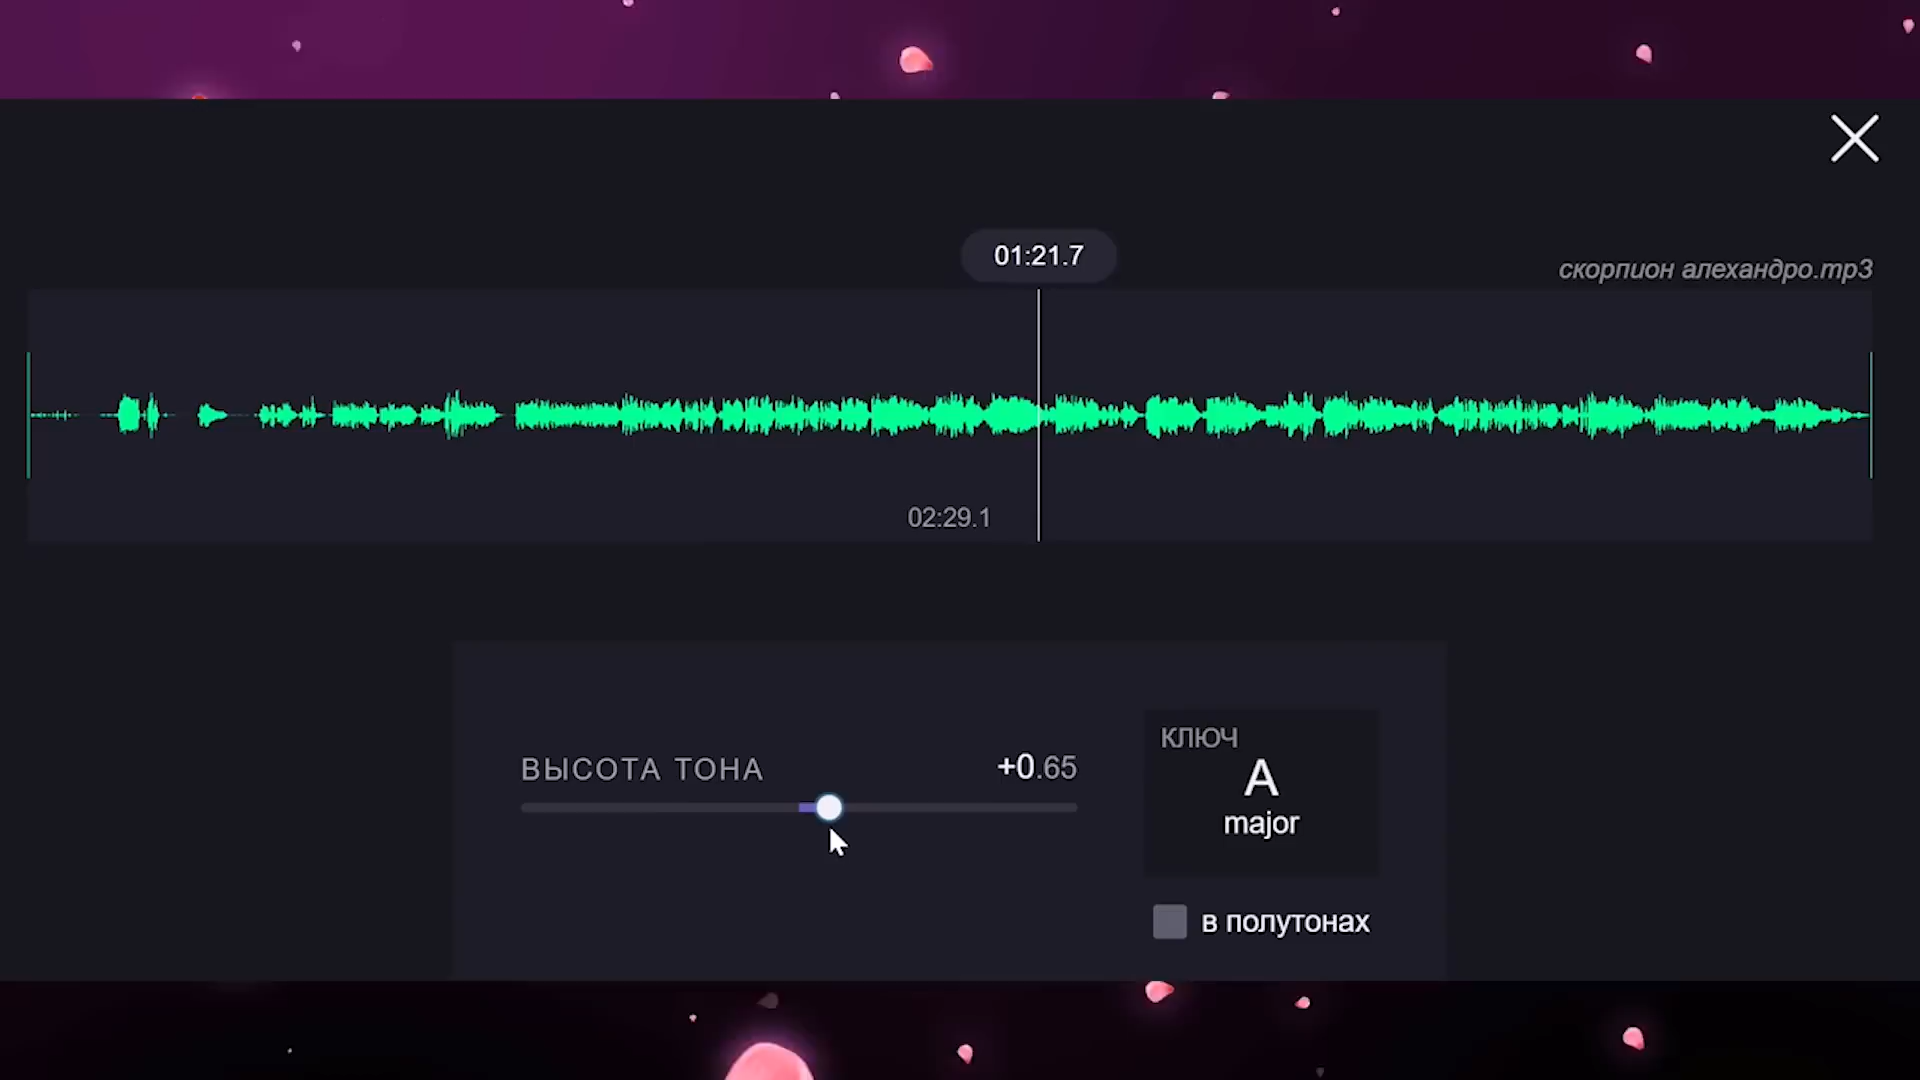 01:21.7
скорпион алехандро.mp3
02:29.1
ВЫСОТА ТОНА
+0.65
КЛЮЧ
A
major
в полутонах